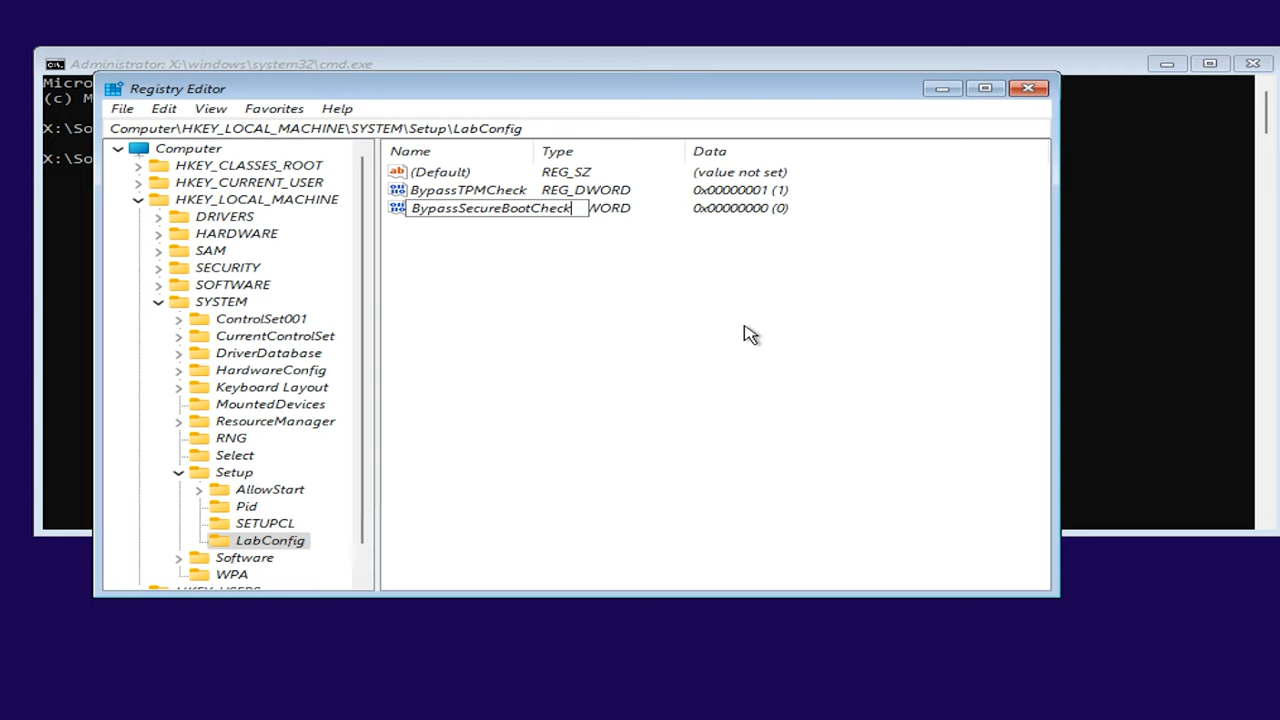 Administrator: X:\windows\system32\cmd.exe
Micro
(c) M
X:\So
X:\So
Registry Editor
File Edit View Favorites Help
Computer\HKEY_LOCAL_MACHINE\SYSTEM\Setup\LabConfig
Computer
HKEY_CLASSES_ROOT
HKEY_CURRENT_USER
HKEY_LOCAL_MACHINE
DRIVERS
HARDWARE
SAM
SECURITY
SOFTWARE
SYSTEM
ControlSet001
CurrentControlSet
DriverDatabase
HardwareConfig
Keyboard Layout
MountedDevices
ResourceManager
RNG
Select
Setup
AllowStart
Pid
SETUPCL
LabConfig
Software
WPA
HKEY_USERS
Name Type Data
(Default) REG_SZ (value not set)
BypassTPMCheck REG_DWORD 0x00000001 (1)
BypassSecureBootCheck WORD 0x00000000 (0)